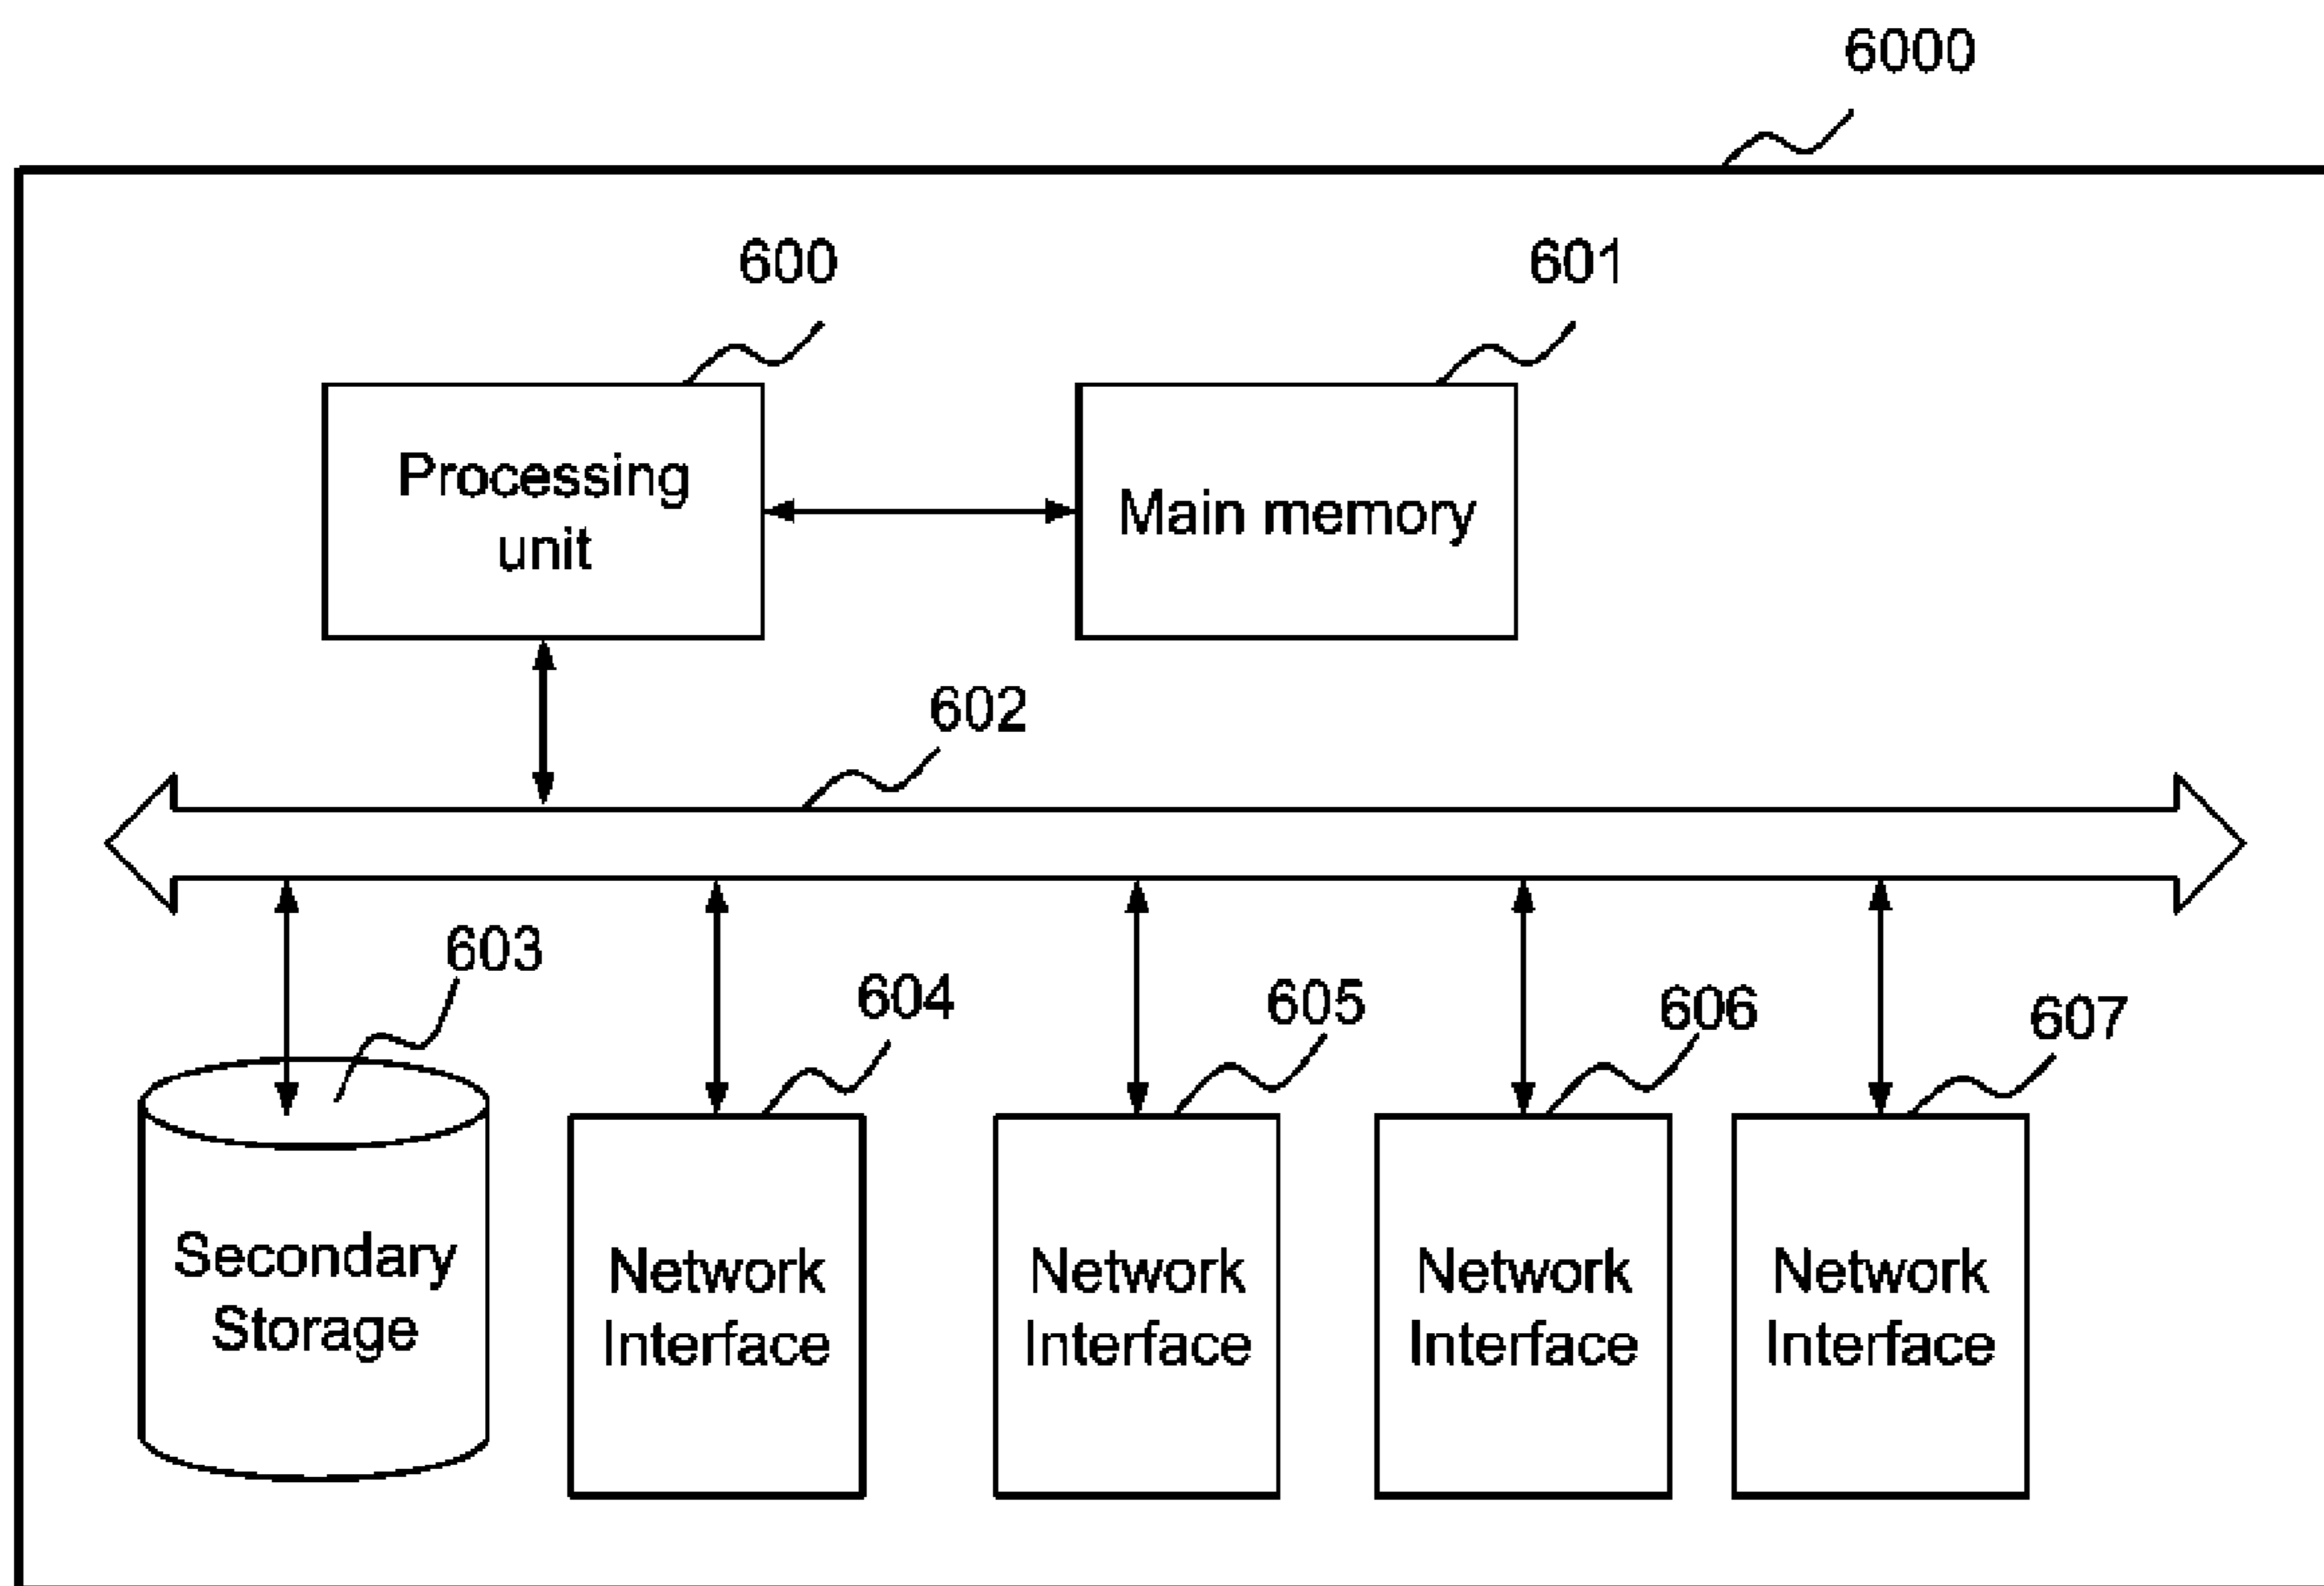 6000
600
601
Processing
unit
Main memory
602
603
604
605
606
607
Secondary
Storage
Network
Interface
Network
Interface
Network
Interface
Network
Interface